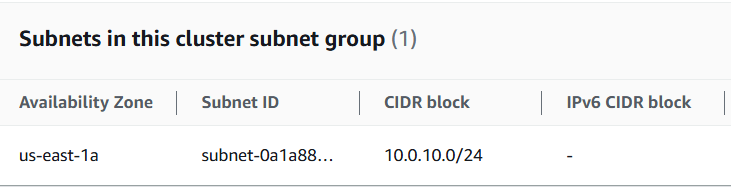 Subnets in this cluster subnet group (1)
Availability Zone Subnet ID CIDR block IPv6 CIDR block
us-east-1a subnet-0a1a88... 10.0.10.0/24 -